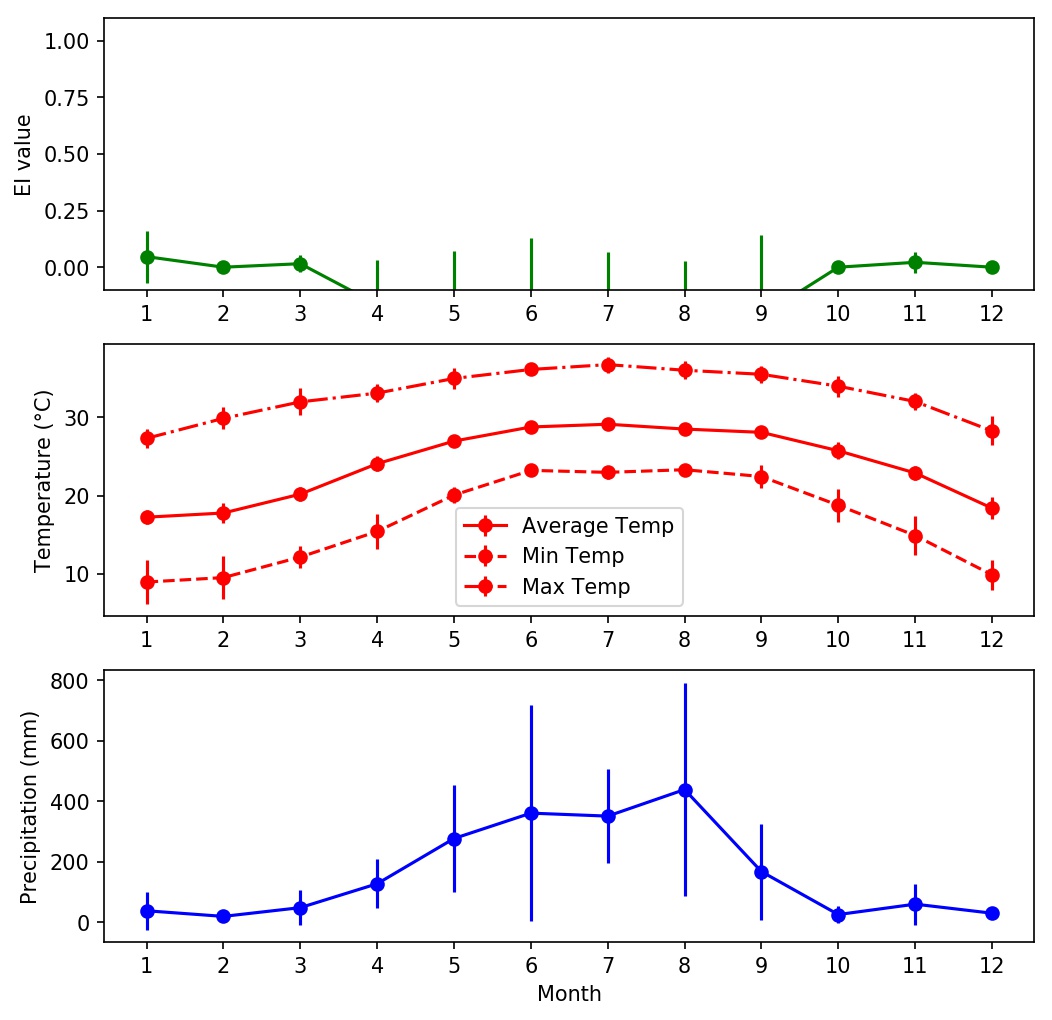 EI value
1.00
0.75
0.50
0.25
0.00
1 2 3 4 5 6 7 8 9 10 11 12
Temperature (°C)
30
20
10
Average Temp
Min Temp
Max Temp
1 2 3 4 5 6 7 8 9 10 11 12
Precipitation (mm)
800
600
400
200
0
1 2 3 4 5 6 7 8 9 10 11 12
Month